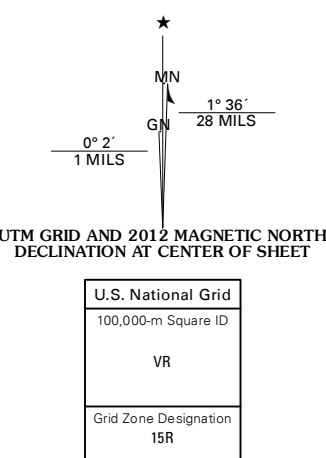 ★
MN
1° 36´
GN
28 MILS
0° 2´
1 MILS
UTM GRID AND 2012 MAGNETIC NORTH
DECLINATION AT CENTER OF SHEET
U.S. National Grid
100,000-m Square ID
VR
Grid Zone Designation
15R